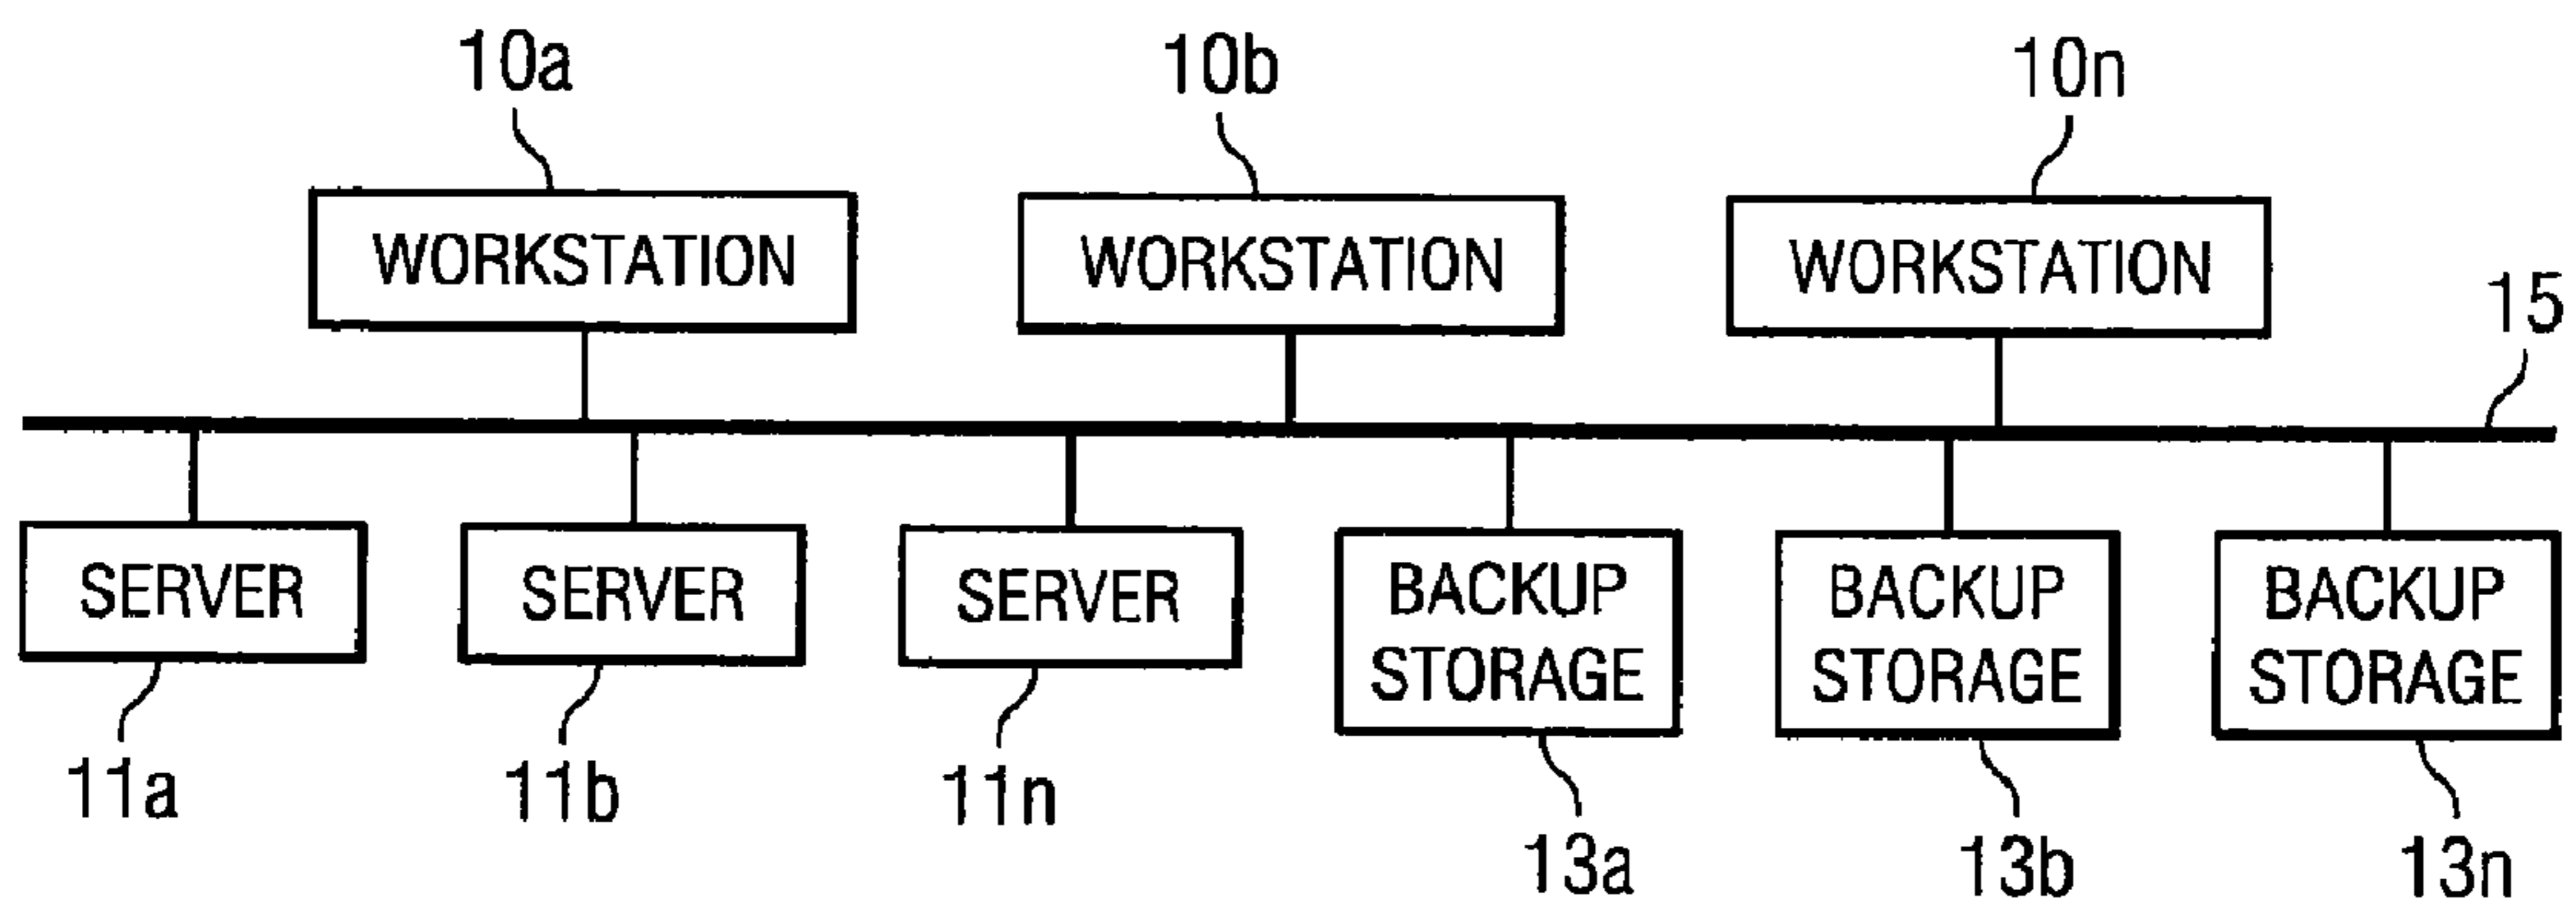 10a
10b
10n
WORKSTATION
WORKSTATION
WORKSTATION
15
SERVER
SERVER
SERVER
BACKUP
STORAGE
BACKUP
STORAGE
BACKUP
STORAGE
11a
11b
11n
13a
13b
13n